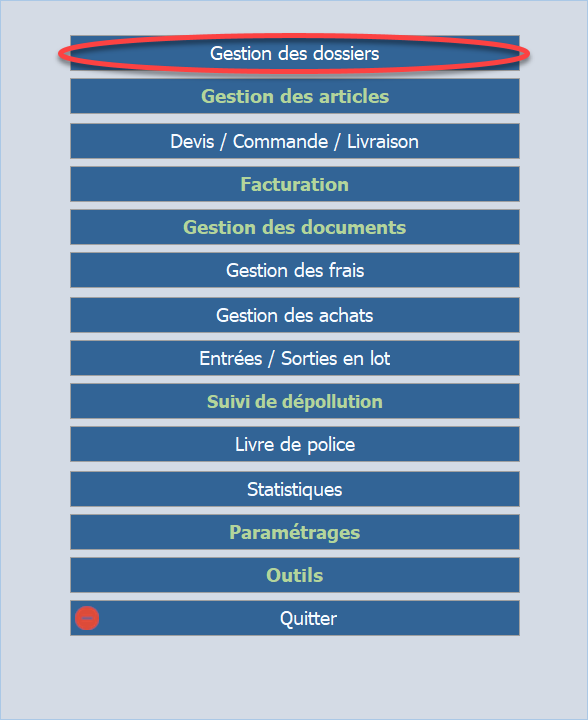 Gestion des dossiers
Gestion des articles
Devis / Commande / Livraison
Facturation
Gestion des documents
Gestion des frais
Gestion des achats
Entrées / Sorties en lot
Suivi de dépollution
Livre de police
Statistiques
Paramétrages
Outils
Quitter